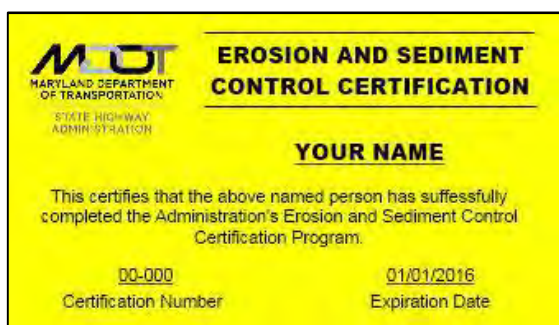 MDOT
MARYLAND DEPARTMENT
OF TRANSPORTATION
STATE HIGHWAY
ADMINISTRATION
EROSION AND SEDIMENT
CONTROL CERTIFICATION
YOUR NAME
This certifies that the above named person has suffessfully
completed the Administration's Erosion and Sediment Control
Certification Program.
00-000
Certification Number
01/01/2016
Expiration Date